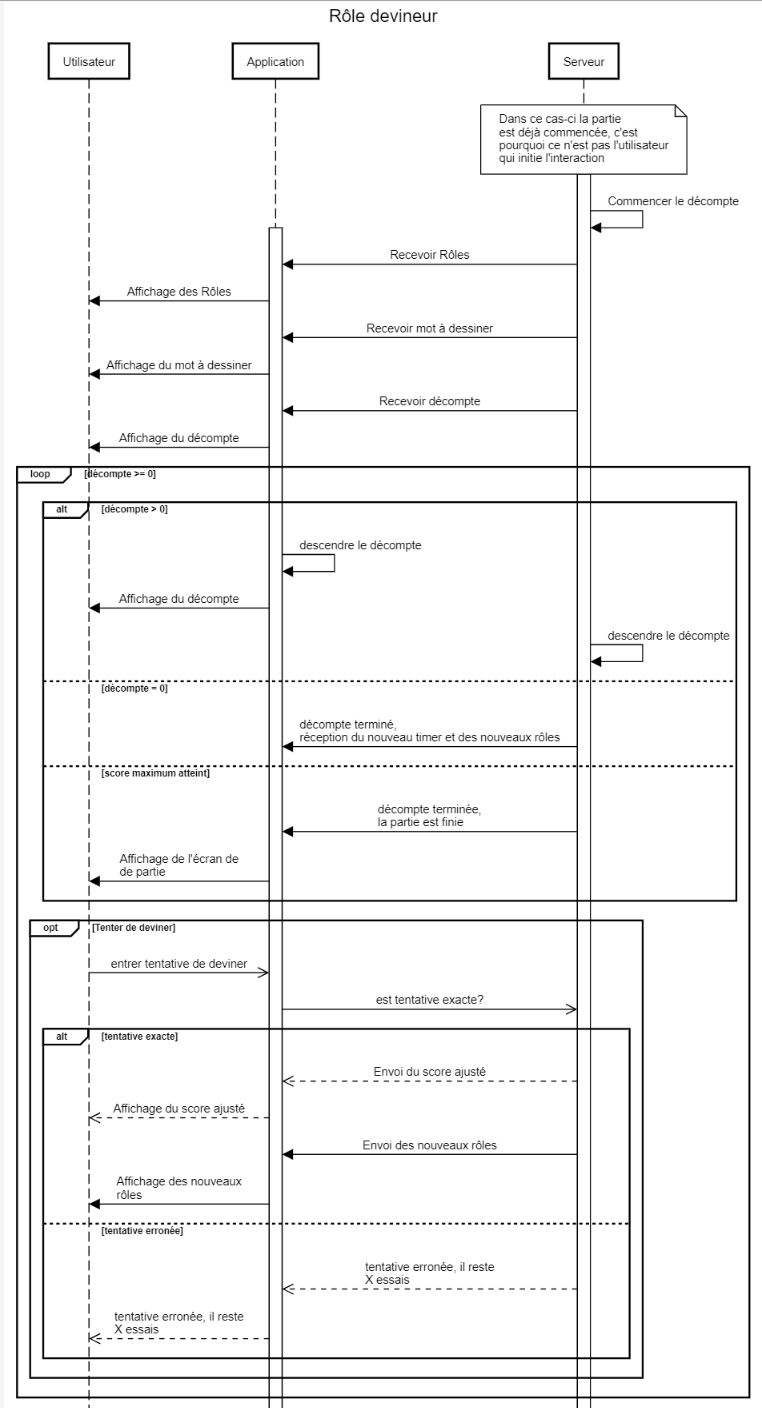 Rôle devineur
Utilisateur
Application
Serveur
Dans ce cas-ci la partie
est déjà commencée, c'est
pourquoi ce n'est pas l'utilisateur
qui initie l'interaction
Commencer le décompte
Recevoir Rôles
Affichage des Rôles
Recevoir mot à dessiner
Affichage du mot à dessiner
Recevoir décompte
Affichage du décompte
loop
[décompte >= 0]
alt
[décompte > 0]
descendre le décompte
Affichage du décompte
descendre le décompte
[décompte = 0]
décompte terminé,
réception du nouveau timer et des nouveaux rôles
[score maximum atteint]
décompte terminée,
la partie est finie
Affichage de l'écran de
de partie
opt
[Tenter de deviner]
entrer tentative de deviner
est tentative exacte?
alt
[tentative exacte]
Envoi du score ajusté
Affichage du score ajusté
Envoi des nouveaux rôles
Affichage des nouveaux
rôles
[tentative erronée]
tentative erronée, il reste
X essais
tentative erronée, il reste
X essais